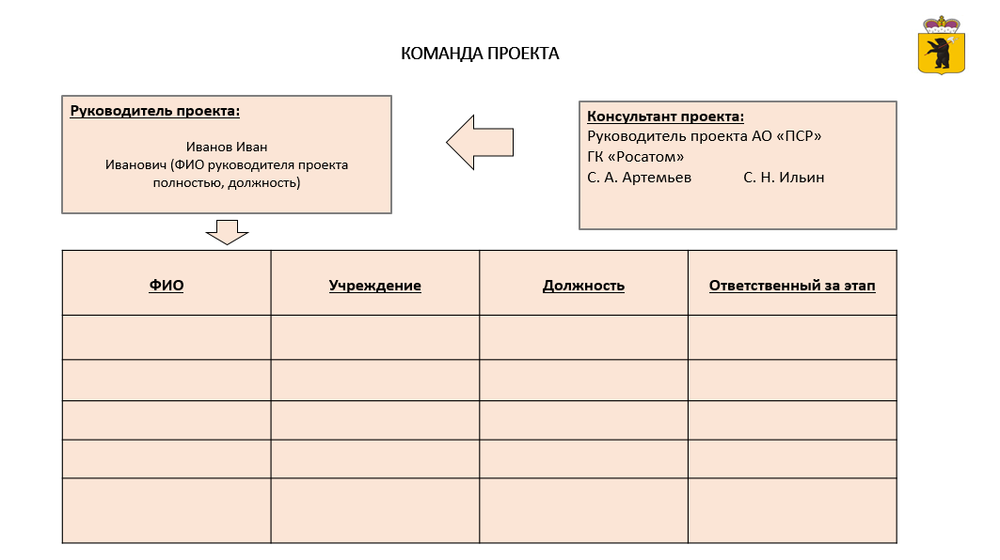 КОМАНДА ПРОЕКТА
Руководитель проекта:
Иванов Иван
Иванович (ФИО руководителя проекта
полностью, должность)
Консультант проекта:
Руководитель проекта АО «ПСР»
ГК «Росатом»
С. А. Артемьев С. Н. Ильин
ФИО Учреждение Должность Ответственный за этап